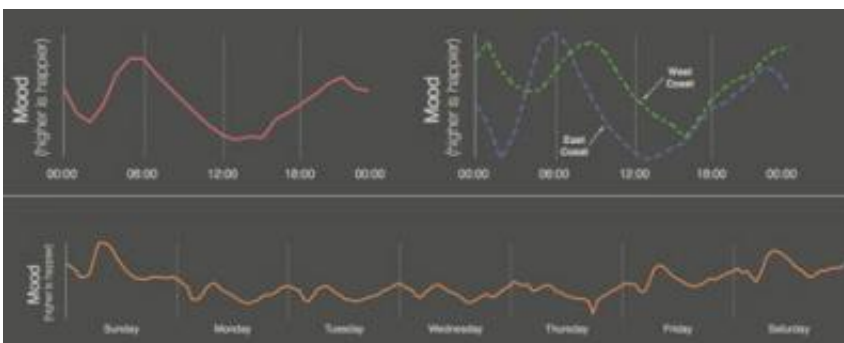 Mood
(higher is happier)
00:00 06:00 12:00 18:00 00:00
Mood
(higher is happier)
West
Coast
East
Coast
00:00 06:00 12:00 18:00 00:00
Mood
(higher is happier)
Sunday Monday Tuesday Wednesday Thursday Friday Saturday